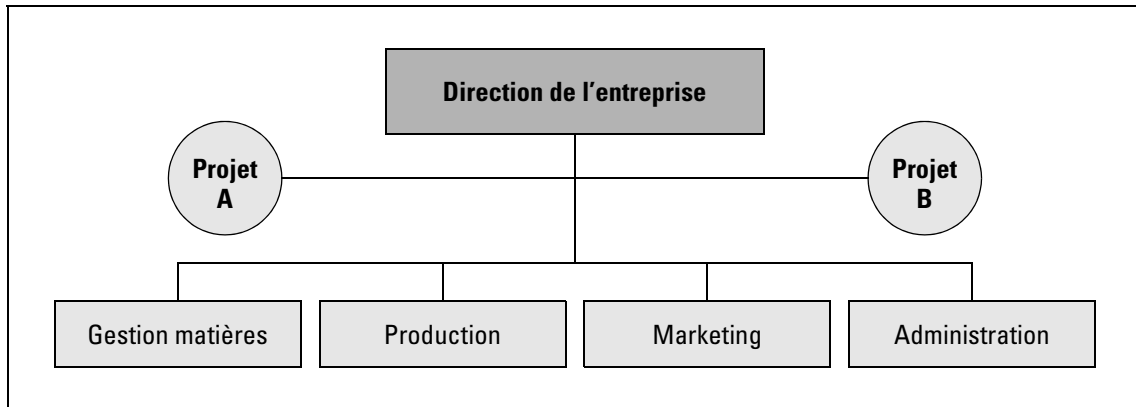 Direction de l'entreprise
Projet
A
Projet
B
Gestion matières
Production
Marketing
Administration